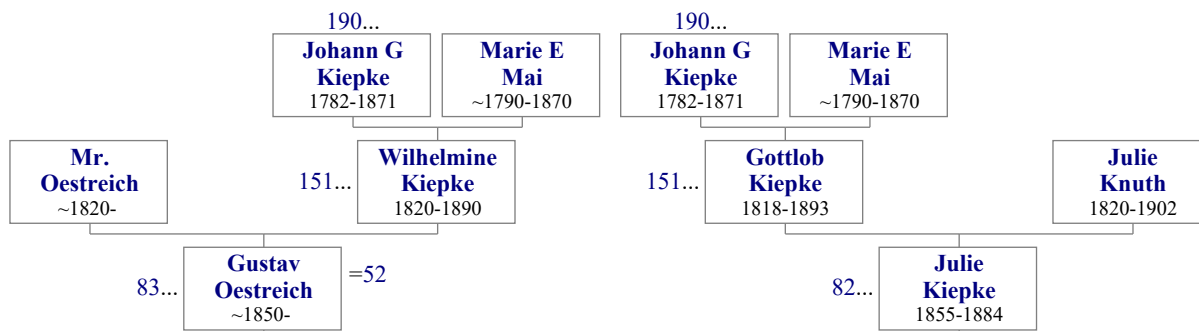 190...
190...
Johann G
Kiepke
1782-1871
Marie E
Mai
~1790-1870
Johann G
Kiepke
1782-1871
Marie E
Mai
~1790-1870
Mr.
Oestreich
~1820-
151...
Wilhelmine
Kiepke
1820-1890
151...
Gottlob
Kiepke
1818-1893
Julie
Knuth
1820-1902
83...
Gustav
Oestreich
~1850-
=52
82...
Julie
Kiepke
1855-1884